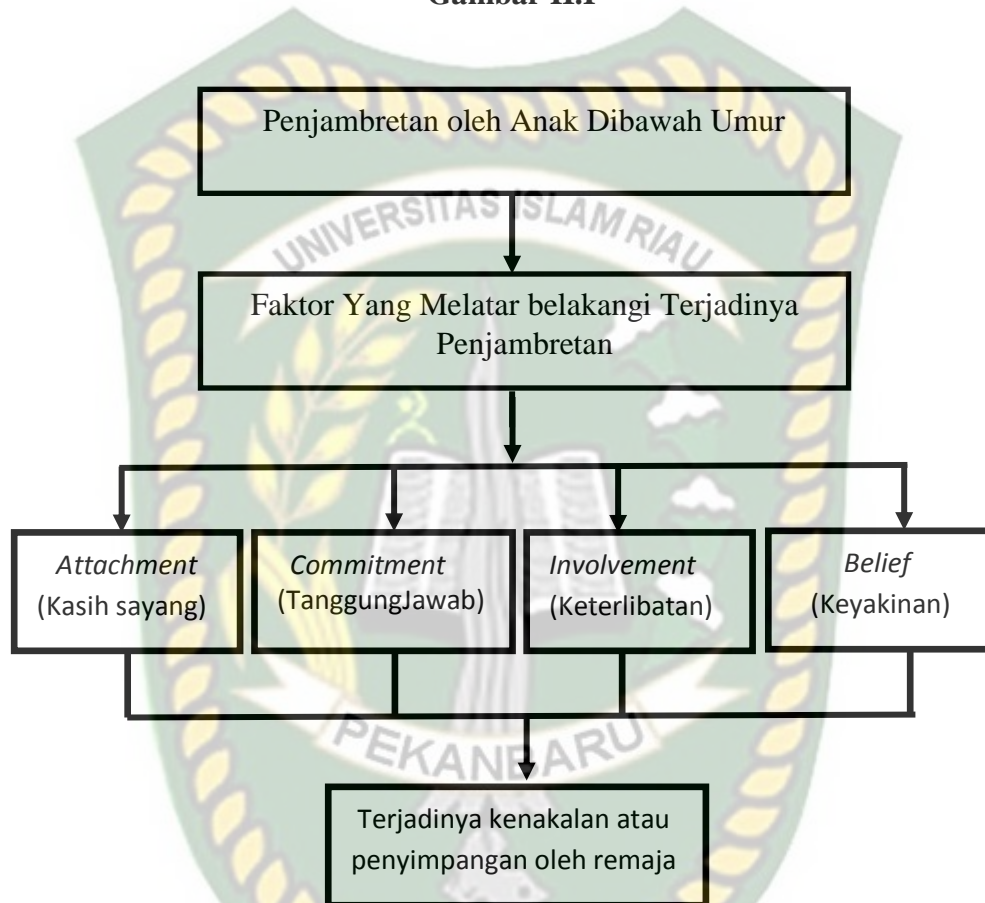 Gambar II.1
Penjambretan oleh Anak Dibawah Umur
UNIVERSITAS ISLAM RIAU
Faktor Yang Melatar belakangi Terjadinya
Penjambretan
Attachment
(Kasih sayang)
Commitment
(TanggungJawab)
Involvement
(Keterlibatan)
Belief
(Keyakinan)
PEKANBARU
Terjadinya kenakalan atau
penyimpangan oleh remaja